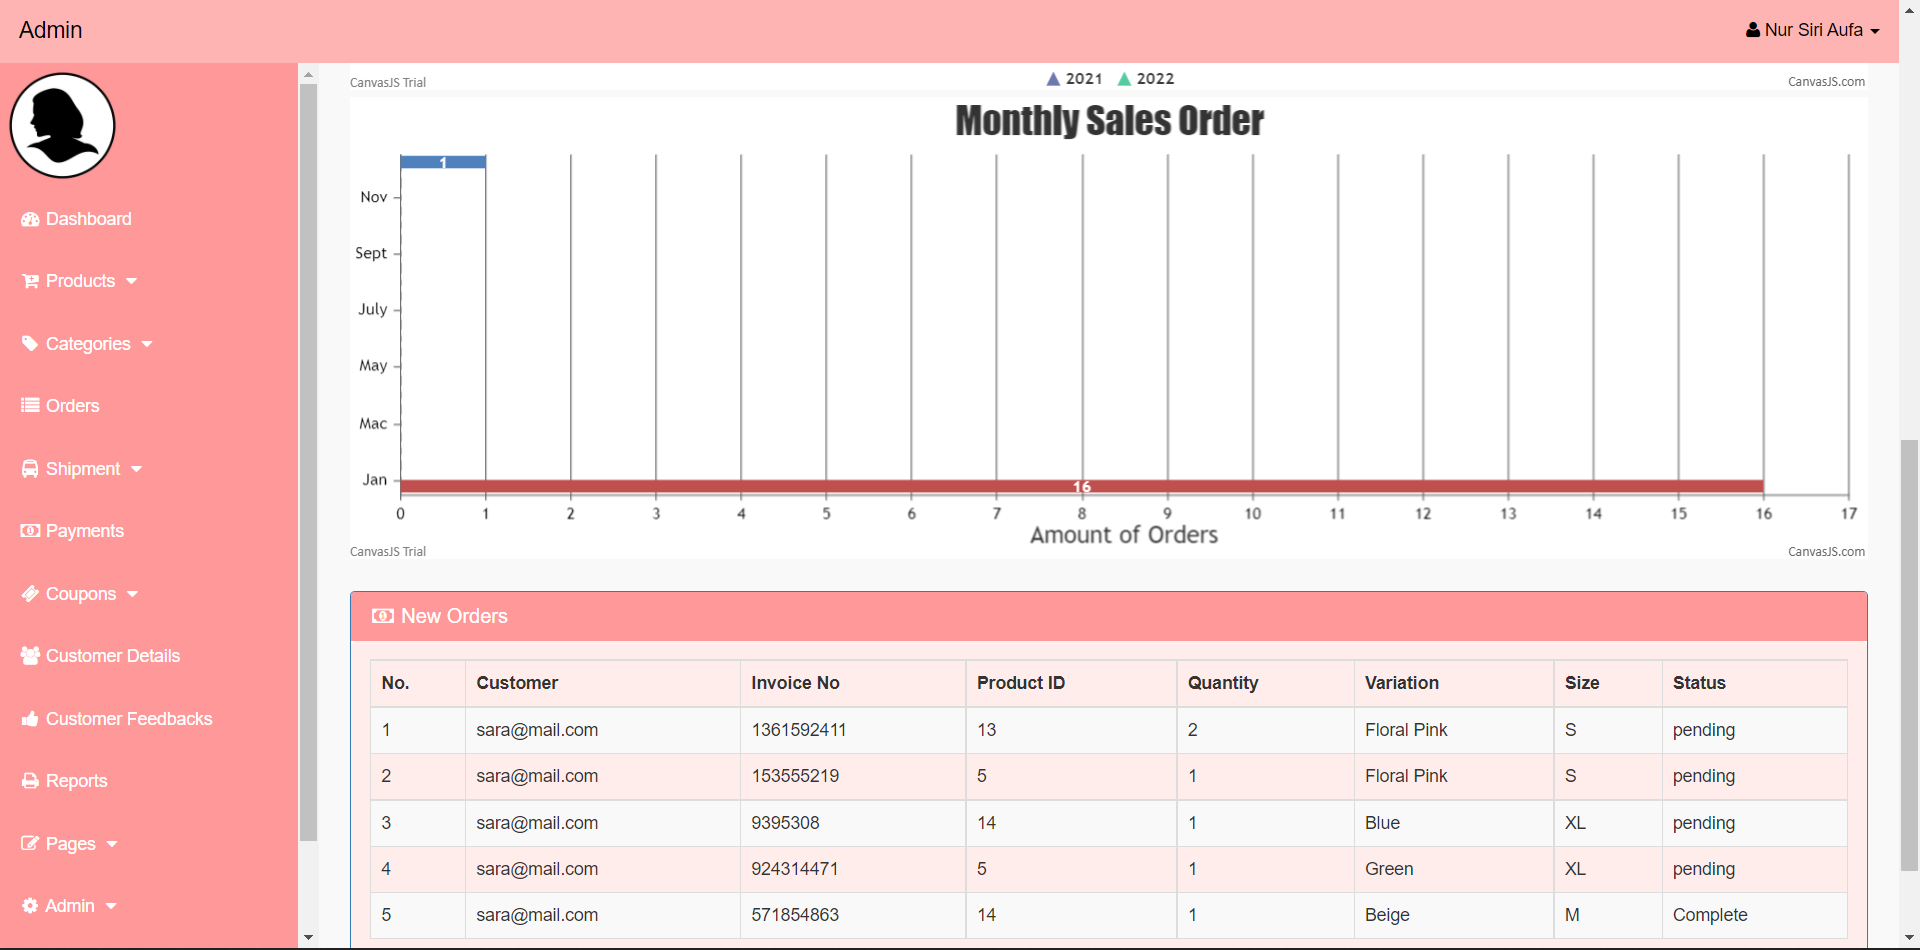 Admin
Nur Siri Aufa
Dashboard
Products
Categories
Orders
Shipment
Payments
Coupons
Customer Details
Customer Feedbacks
Reports
Pages
Admin
CanvasJS Trial
2021 2022
CanvasJS.com
Monthly Sales Order
1
Nov
Sept
July
May
Mac
Jan
16
0 1 2 3 4 5 6 7 8 9 10 11 12 13 14 15 16 17
Amount of Orders
CanvasJS Trial
CanvasJS.com
New Orders
No. Customer Invoice No Product ID Quantity Variation Size Status
1 sara@mail.com 1361592411 13 2 Floral Pink S pending
2 sara@mail.com 153555219 5 1 Floral Pink S pending
3 sara@mail.com 9395308 14 1 Blue XL pending
4 sara@mail.com 924314471 5 1 Green XL pending
5 sara@mail.com 571854863 14 1 Beige M Complete